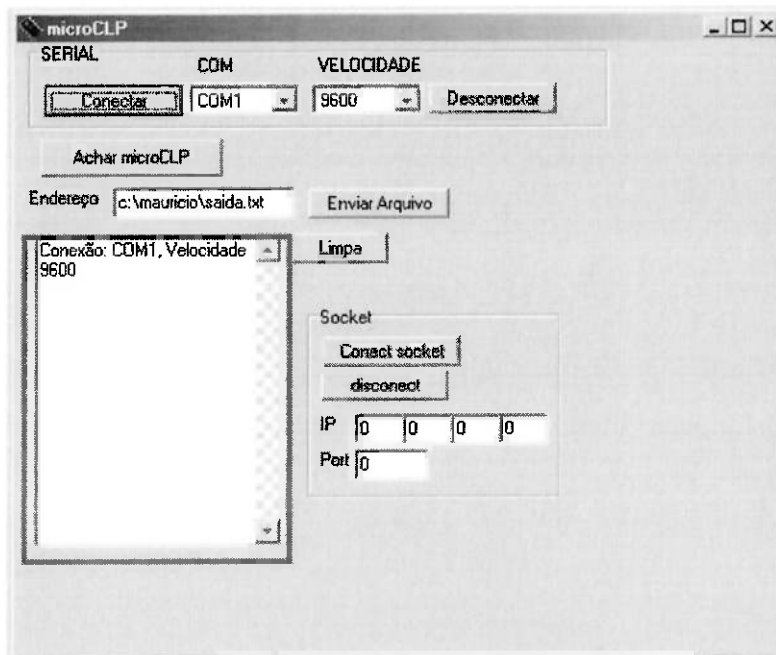 microCLP
SERIAL
COM VELOCIDADE
Conectar COM1 9600 Desconectar
Achar microCLP
Endereço c:\mauricio\saida.txt Enviar Arquivo
Conexão: COM1, Velocidade
9600
Limpa
Socket
Conect socket
disconect
IP 0 0 0 0
Port 0